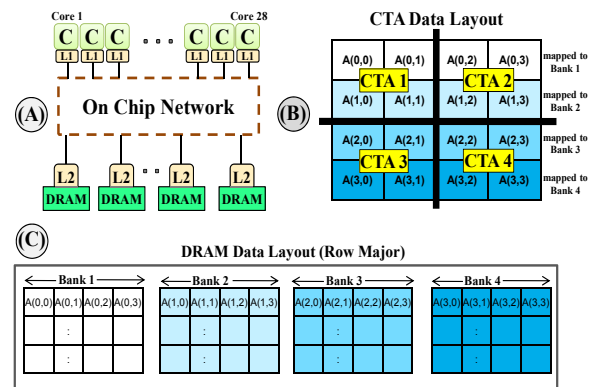 Core 1 Core 28
C C C . . . C C C
L1 L1 L1 L1 L1 L1
On Chip Network
(A)
L2 L2 L2 . . L2
DRAM DRAM DRAM DRAM
CTA Data Layout
(B)
A(0,0) A(0,1) A(0,2) A(0,3) mapped to Bank 1
CTA 1 CTA 2
A(1,0) A(1,1) A(1,2) A(1,3) mapped to Bank 2
A(2,0) A(2,1) A(2,2) A(2,3) mapped to Bank 3
CTA 3 CTA 4
A(3,0) A(3,1) A(3,2) A(3,3) mapped to Bank 4
(C)
DRAM Data Layout (Row Major)
Bank 1 Bank 2 Bank 3 Bank 4
A(0,0) A(0,1) A(0,2) A(0,3) A(1,0) A(1,1) A(1,2) A(1,3) A(2,0) A(2,1) A(2,2) A(2,3) A(3,0) A(3,1) A(3,2) A(3,3)
: : : :
: : : :